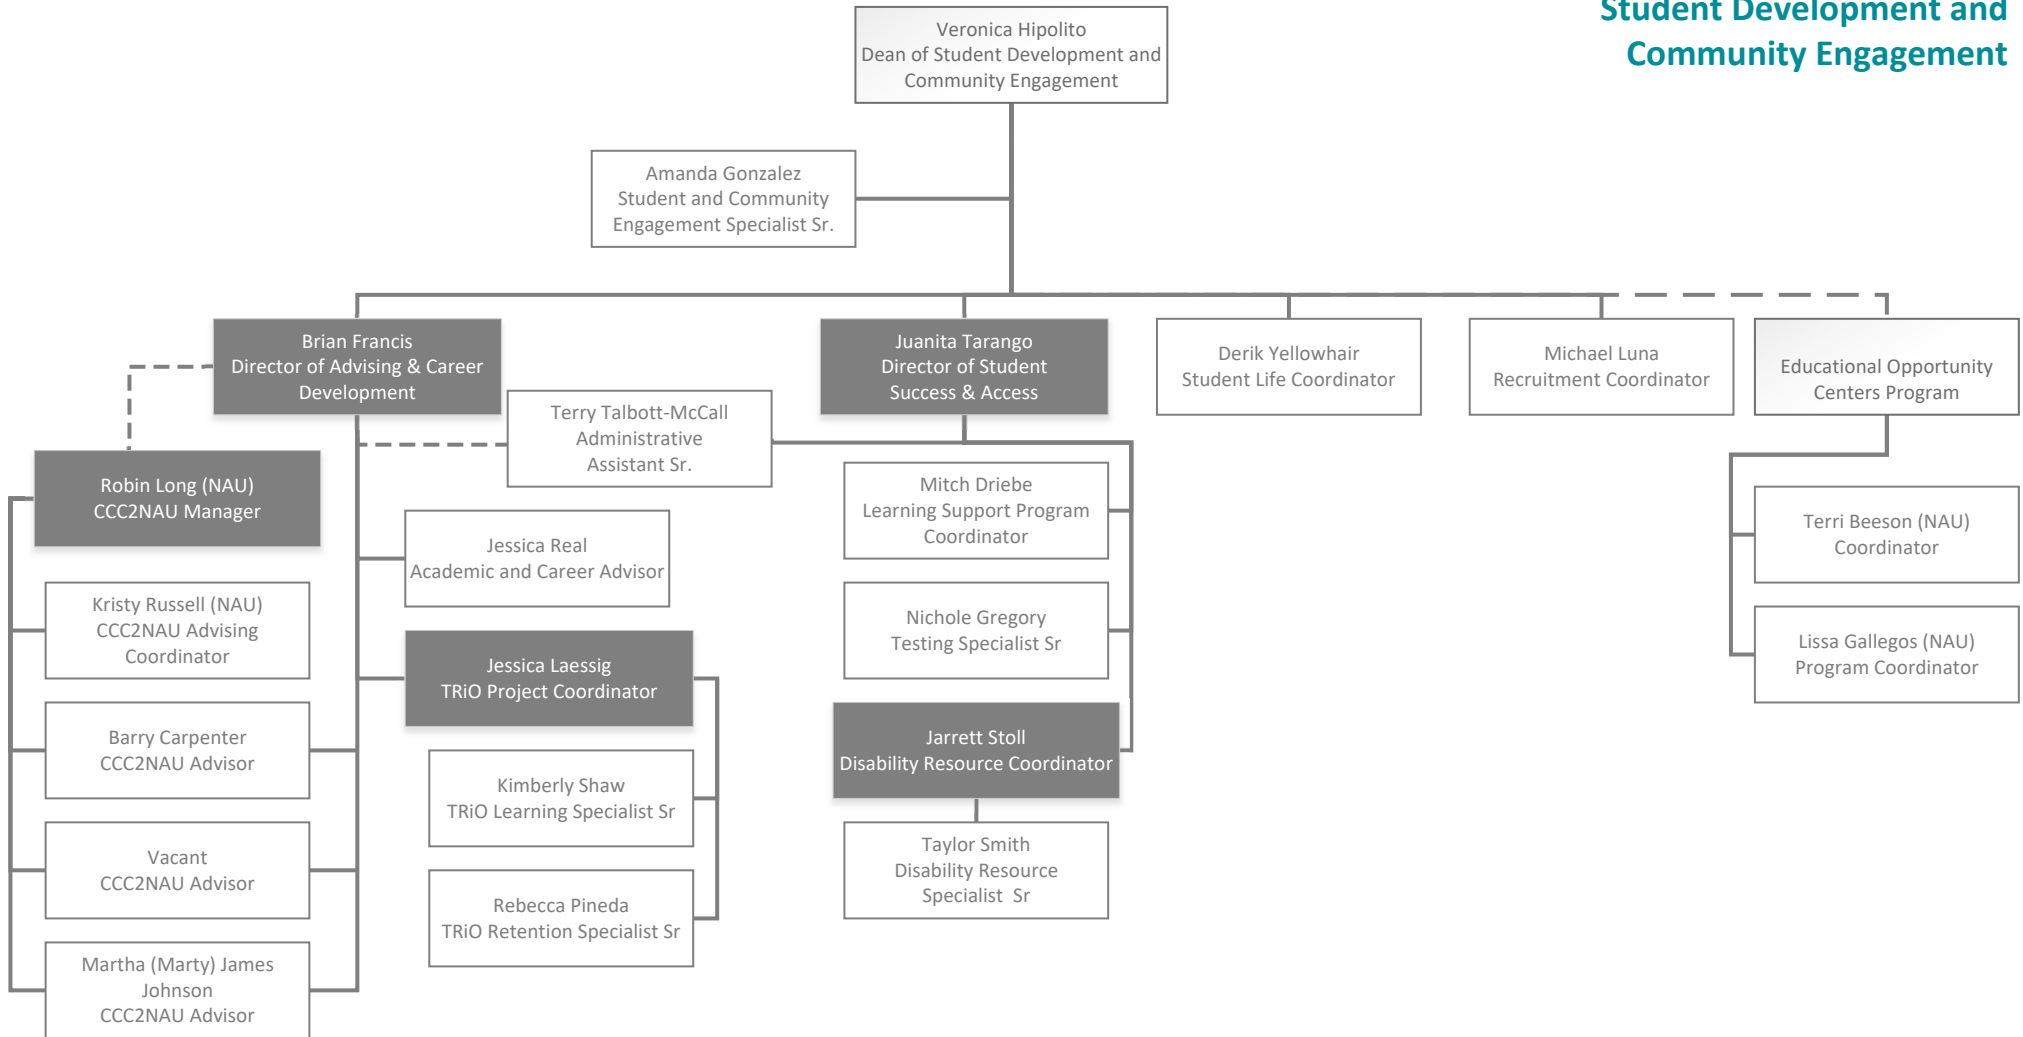 Student Development and
Community Engagement
Veronica Hipolito
Dean of Student Development and
Community Engagement
Amanda Gonzalez
Student and Community
Engagement Specialist Sr.
Brian Francis
Director of Advising & Career
Development
Juanita Tarango
Director of Student
Success & Access
Derik Yellowhair
Student Life Coordinator
Michael Luna
Recruitment Coordinator
Educational Opportunity
Centers Program
Terry Talbott-McCall
Administrative
Assistant Sr.
Robin Long (NAU)
CCC2NAU Manager
Kristy Russell (NAU)
CCC2NAU Advising
Coordinator
Barry Carpenter
CCC2NAU Advisor
Vacant
CCC2NAU Advisor
Martha (Marty) James
Johnson
CCC2NAU Advisor
Jessica Real
Academic and Career Advisor
Jessica Laessig
TRiO Project Coordinator
Kimberly Shaw
TRiO Learning Specialist Sr
Rebecca Pineda
TRiO Retention Specialist Sr
Mitch Driebe
Learning Support Program
Coordinator
Nichole Gregory
Testing Specialist Sr
Jarrett Stoll
Disability Resource Coordinator
Taylor Smith
Disability Resource
Specialist  Sr
Terri Beeson (NAU)
Coordinator
Lissa Gallegos (NAU)
Program Coordinator